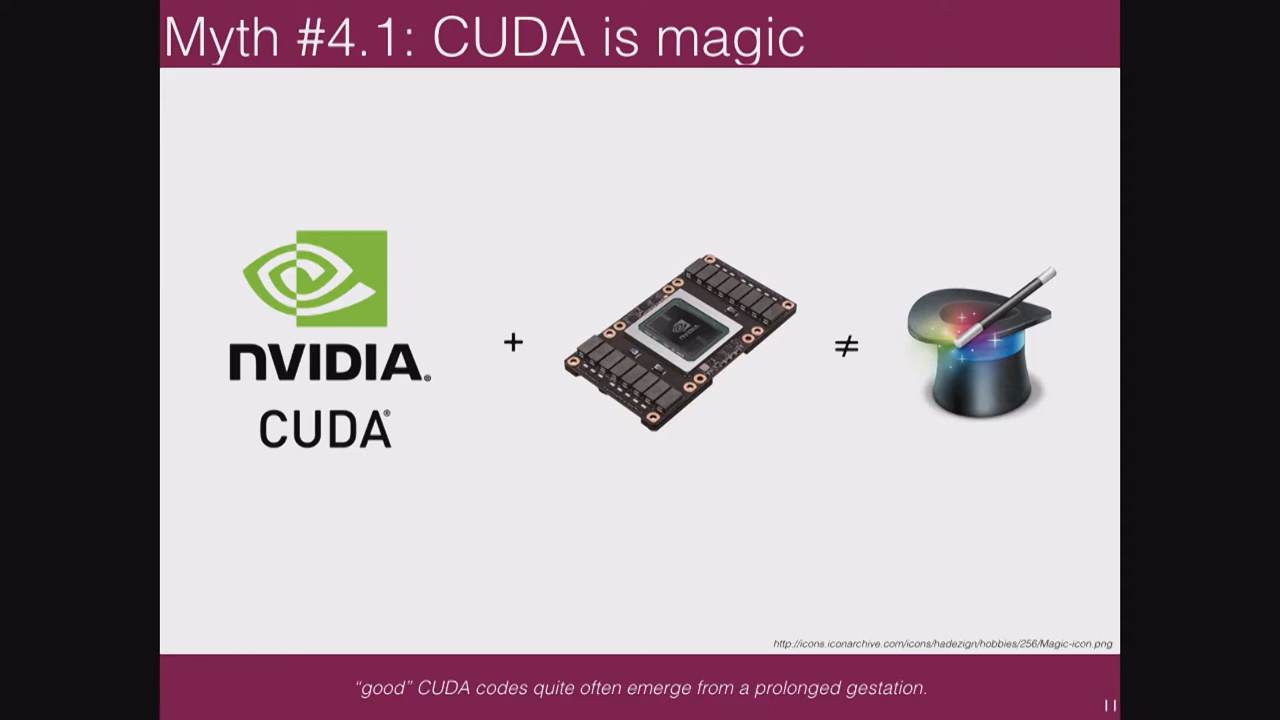 Myth #4.1: CUDA is magic
NVIDIA.
CUDA®
+
NVIDIA
≠
http://icons.iconarchive.com/icons/hadezign/hobbies/256/Magic-icon.png
“good” CUDA codes quite often emerge from a prolonged gestation.
11